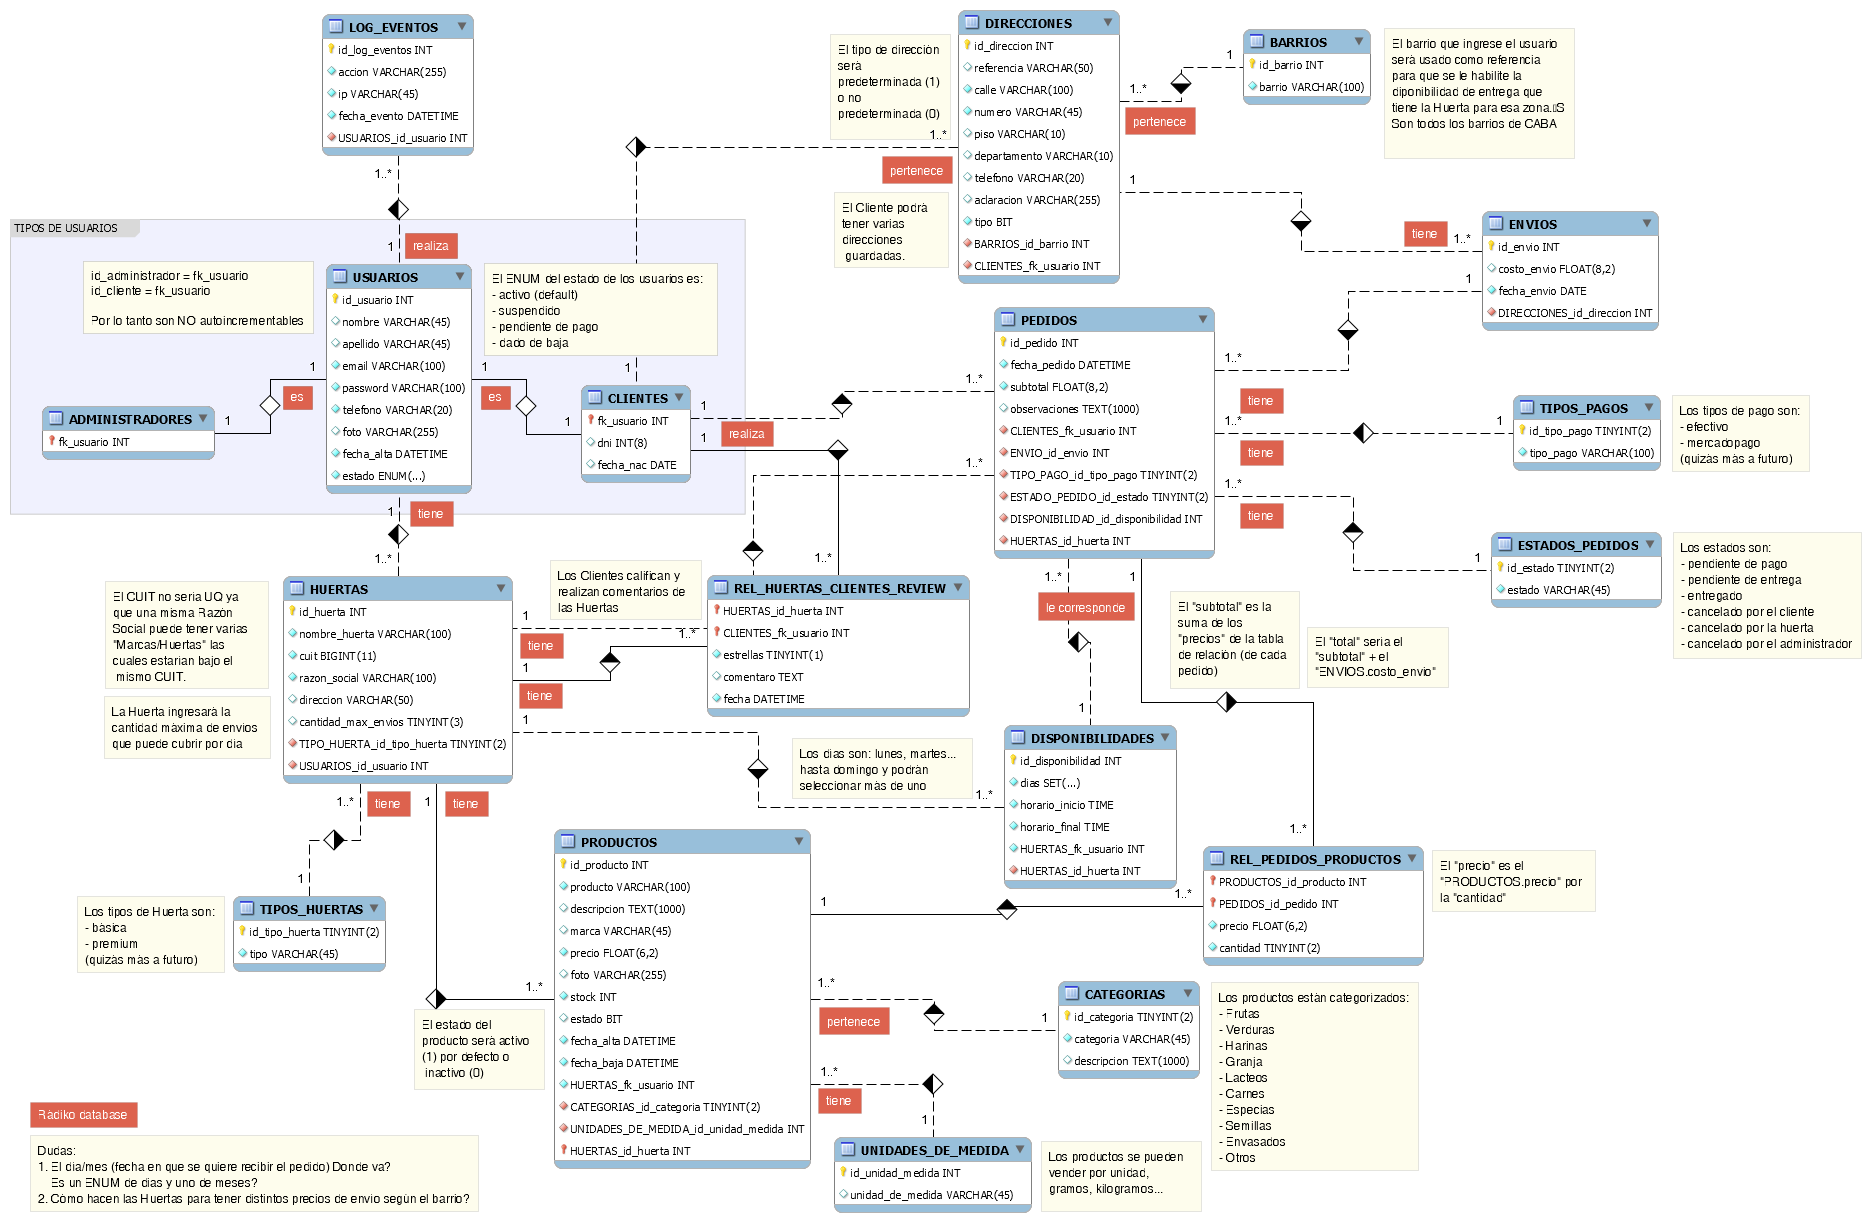 LOG_EVENTOS
id_log_eventos INT
accion VARCHAR(255)
ip VARCHAR(45)
fecha_evento DATETIME
USUARIOS_id_usuario INT
1..*
1
realiza
TIPOS DE USUARIOS
id_administrador = fk_usuario
id_cliente = fk_usuario
Por lo tanto son NO autoincrementables
USUARIOS
id_usuario INT
nombre VARCHAR(45)
apellido VARCHAR(45)
email VARCHAR(100)
password VARCHAR(100)
telefono VARCHAR(20)
foto VARCHAR(255)
fecha_alta DATETIME
estado ENUM(...)
El ENUM del estado de los usuarios es:
- activo (default)
- suspendido
- pendiente de pago
- dado de baja
1
es
1
ADMINISTRADORES
fk_usuario INT
1
es
1
1
CLIENTES
fk_usuario INT
dni INT(8)
fecha_nac DATE
1
realiza
1
1
tiene
1..*
El tipo de dirección
será
predeterminada (1)
o no
predeterminada (0)
1..*
pertenece
El Cliente podrá
tener varias
direcciones
guardadas.
DIRECCIONES
id_direccion INT
referencia VARCHAR(50)
calle VARCHAR(100)
numero VARCHAR(45)
piso VARCHAR(10)
departamento VARCHAR(10)
telefono VARCHAR(20)
aclaracion VARCHAR(255)
tipo BIT
BARRIOS_id_barrio INT
CLIENTES_fk_usuario INT
1..*
pertenece
1
1
BARRIOS
id_barrio INT
barrio VARCHAR(100)
El barrio que ingrese el usuario
será usado como referencia
para que se le habilite la
diponibilidad de entrega que
tiene la Huerta para esa zona.S
Son todos los barrios de CABA
tiene
1..*
1
ENVIOS
id_envio INT
costo_envio FLOAT(8,2)
fecha_envio DATE
DIRECCIONES_id_direccion INT
PEDIDOS
id_pedido INT
fecha_pedido DATETIME
subtotal FLOAT(8,2)
observaciones TEXT(1000)
CLIENTES_fk_usuario INT
ENVIO_id_envio INT
TIPO_PAGO_id_tipo_pago TINYINT(2)
ESTADO_PEDIDO_id_estado TINYINT(2)
DISPONIBILIDAD_id_disponibilidad INT
HUERTAS_id_huerta INT
1..*
1..*
1..*
tiene
1..*
tiene
1
1..*
tiene
1
TIPOS_PAGOS
id_tipo_pago TINYINT(2)
tipo_pago VARCHAR(100)
Los tipos de pago son:
- efectivo
- mercadopago
(quizás más a futuro)
ESTADOS_PEDIDOS
id_estado TINYINT(2)
estado VARCHAR(45)
Los estados son:
- pendiente de pago
- pendiente de entrega
- entregado
- cancelado por el cliente
- cancelado por la huerta
- cancelado por el administrador
El CUIT no sería UQ ya
que una misma Razón
Social puede tener varias
"Marcas/Huertas" las
cuales estarían bajo el
mismo CUIT.
La Huerta ingresará la
cantidad máxima de envíos
que puede cubrir por día
HUERTAS
id_huerta INT
nombre_huerta VARCHAR(100)
cuit BIGINT(11)
razon_social VARCHAR(100)
direccion VARCHAR(50)
cantidad_max_envios TINYINT(3)
TIPO_HUERTA_id_tipo_huerta TINYINT(2)
USUARIOS_id_usuario INT
Los Clientes califican y
realizan comentarios de
las Huertas
1
tiene
1..*
1
tiene
1
1..*
REL_HUERTAS_CLIENTES_REVIEW
HUERTAS_id_huerta INT
CLIENTES_fk_usuario INT
estrellas TINYINT(1)
comentaro TEXT
fecha DATETIME
1..*
le corresponde
1
1
El "subtotal" es la
suma de los
"precios" de la tabla
de relación (de cada
pedido)
El "total" sería el
"subtotal" + el
"ENVIOS.costo_envio"
Los días son: lunes, martes...
hasta domingo y podrán
seleccionar más de uno
1..*
DISPONIBILIDADES
id_disponibilidad INT
dias SET(...)
horario_inicio TIME
horario_final TIME
HUERTAS_fk_usuario INT
HUERTAS_id_huerta INT
1..*
tiene
1
tiene
1
TIPOS_HUERTAS
id_tipo_huerta TINYINT(2)
tipo VARCHAR(45)
Los tipos de Huerta son:
- básica
- premium
(quizás más a futuro)
PRODUCTOS
id_producto INT
producto VARCHAR(100)
descripcion TEXT(1000)
marca VARCHAR(45)
precio FLOAT(6,2)
foto VARCHAR(255)
stock INT
estado BIT
fecha_alta DATETIME
fecha_baja DATETIME
HUERTAS_fk_usuario INT
CATEGORIAS_id_categoria TINYINT(2)
UNIDADES_DE_MEDIDA_id_unidad_medida INT
HUERTAS_id_huerta INT
1..*
El estado del
producto será activo
(1) por defecto o
inactivo (0)
1
1..*
1..*
REL_PEDIDOS_PRODUCTOS
PRODUCTOS_id_producto INT
PEDIDOS_id_pedido INT
precio FLOAT(6,2)
cantidad TINYINT(2)
El "precio" es el
"PRODUCTOS.precio" por
la "cantidad"
1..*
pertenece
1
CATEGORIAS
id_categoria TINYINT(2)
categoria VARCHAR(45)
descripcion TEXT(1000)
Los productos están categorizados:
- Frutas
- Verduras
- Harinas
- Granja
- Lacteos
- Carnes
- Especias
- Semillas
- Envasados
- Otros
1..*
tiene
1
UNIDADES_DE_MEDIDA
id_unidad_medida INT
unidad_de_medida VARCHAR(45)
Los productos se pueden
vender por unidad,
gramos, kilogramos...
Rádiko database
Dudas:
1. El día/mes (fecha en que se quiere recibir el pedido) Donde va?
Es un ENUM de días y uno de meses?
2. Cómo hacen las Huertas para tener distintos precios de envío según el barrio?